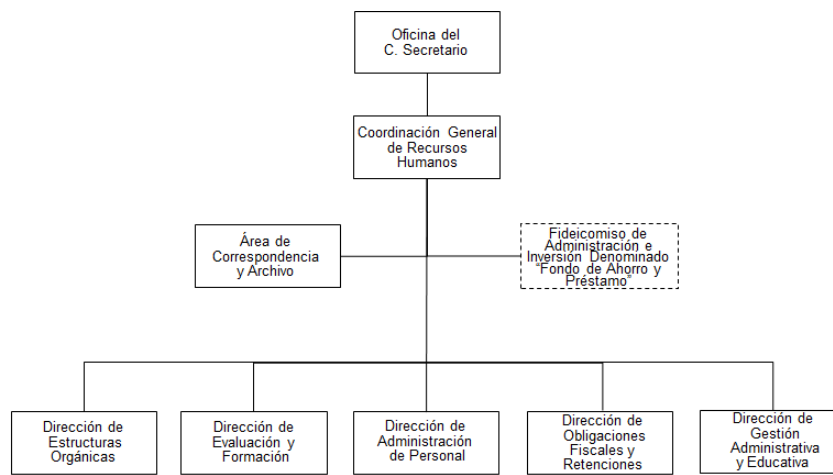 Oficina del
C. Secretario
Coordinación General
de Recursos
Humanos
Área de
Correspondencia
y Archivo
Fideicomiso de
Administración e
Inversión Denominado
“Fondo de Ahorro y
Préstamo”
Dirección de
Estructuras
Orgánicas
Dirección de
Evaluación y
Formación
Dirección de
Administración
de Personal
Dirección de
Obligaciones
Fiscales y
Retenciones
Dirección de
Gestión
Administrativa
y Educativa